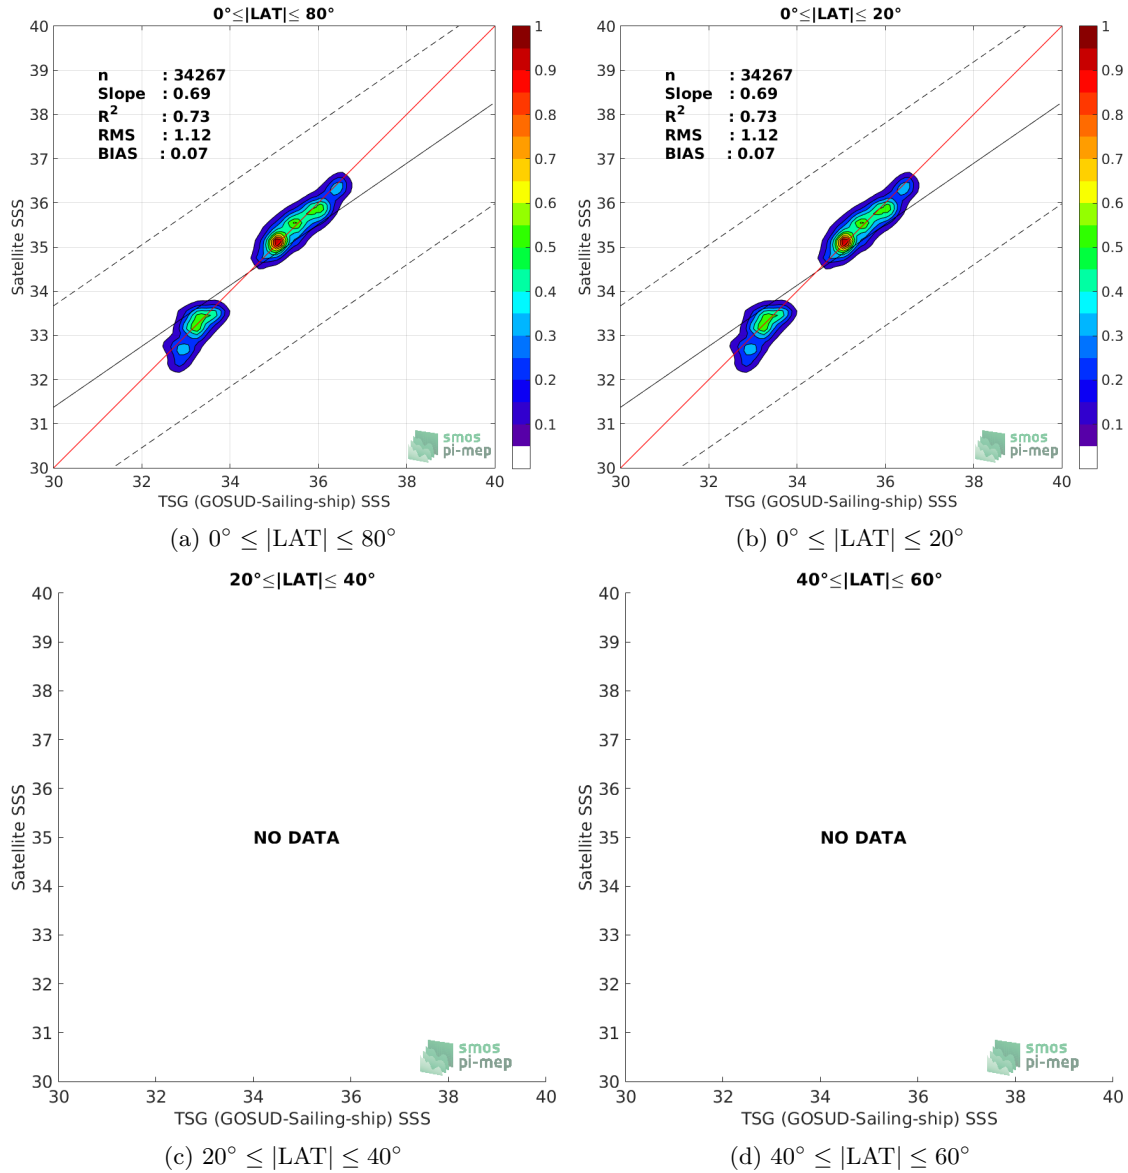 0°≤|LAT|≤ 80°
40
39
38
37
36
35
34
33
32
31
30
Satellite SSS
n : 34267
Slope : 0.69
R² : 0.73
RMS : 1.12
BIAS : 0.07
smos
pi-mep
30 32 34 36 38 40
TSG (GOSUD-Sailing-ship) SSS
1
0.9
0.8
0.7
0.6
0.5
0.4
0.3
0.2
0.1
(a) 0° ≤ |LAT| ≤ 80°
0°≤|LAT|≤ 20°
40
39
38
37
36
35
34
33
32
31
30
Satellite SSS
n : 34267
Slope : 0.69
R² : 0.73
RMS : 1.12
BIAS : 0.07
smos
pi-mep
30 32 34 36 38 40
TSG (GOSUD-Sailing-ship) SSS
1
0.9
0.8
0.7
0.6
0.5
0.4
0.3
0.2
0.1
(b) 0° ≤ |LAT| ≤ 20°
20°≤|LAT|≤ 40°
40
39
38
37
36
35
34
33
32
31
30
Satellite SSS
NO DATA
smos
pi-mep
30 32 34 36 38 40
TSG (GOSUD-Sailing-ship) SSS
(c) 20° ≤ |LAT| ≤ 40°
40°≤|LAT|≤ 60°
40
39
38
37
36
35
34
33
32
31
30
Satellite SSS
NO DATA
smos
pi-mep
30 32 34 36 38 40
TSG (GOSUD-Sailing-ship) SSS
(d) 40° ≤ |LAT| ≤ 60°